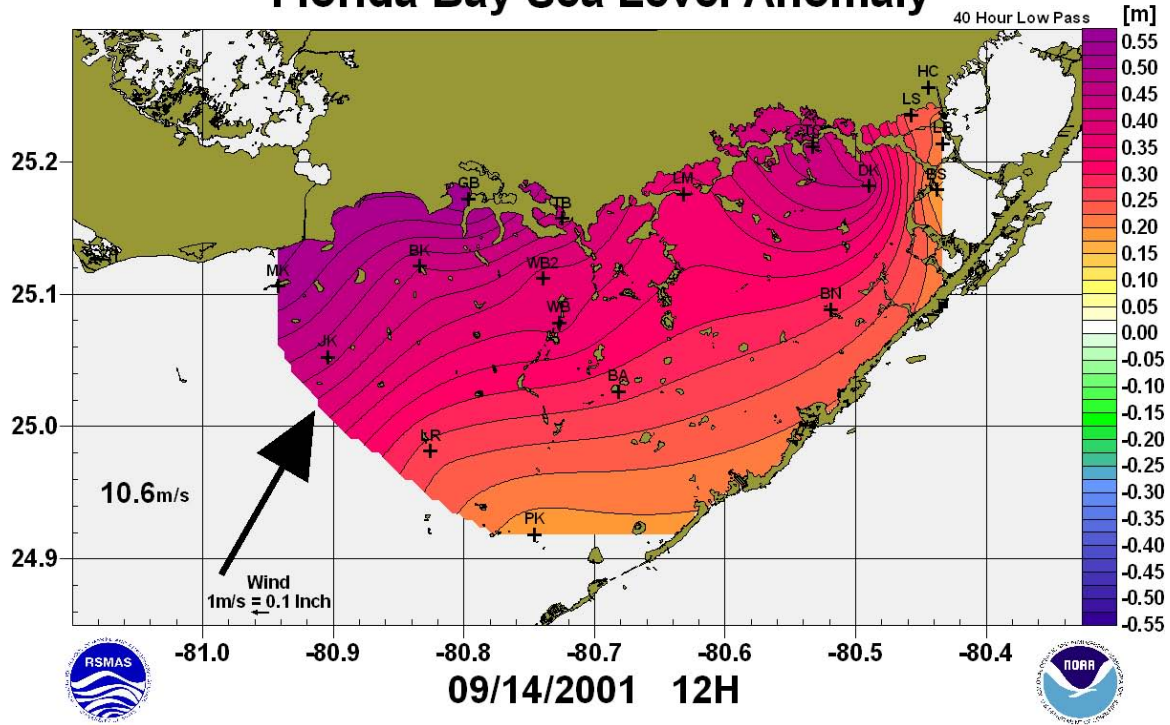 Florida Bay Sea Level Anomaly
40 Hour Low Pass
[m]
0.55
0.50
0.45
0.40
0.35
0.30
0.25
0.20
0.15
0.10
0.05
0.00
-0.05
-0.10
-0.15
-0.20
-0.25
-0.30
-0.35
-0.40
-0.45
-0.50
-0.55
25.2
25.1
25.0
24.9
HC
LS
LB
DK
BS
LM
GB
TB
BK
WB2
MK
WB
BN
JK
BA
LR
PK
10.6m/s
Wind
1m/s = 0.1 Inch
-81.0 -80.9 -80.8 -80.7 -80.6 -80.5 -80.4
RSMAS
09/14/2001 12H
NOAA